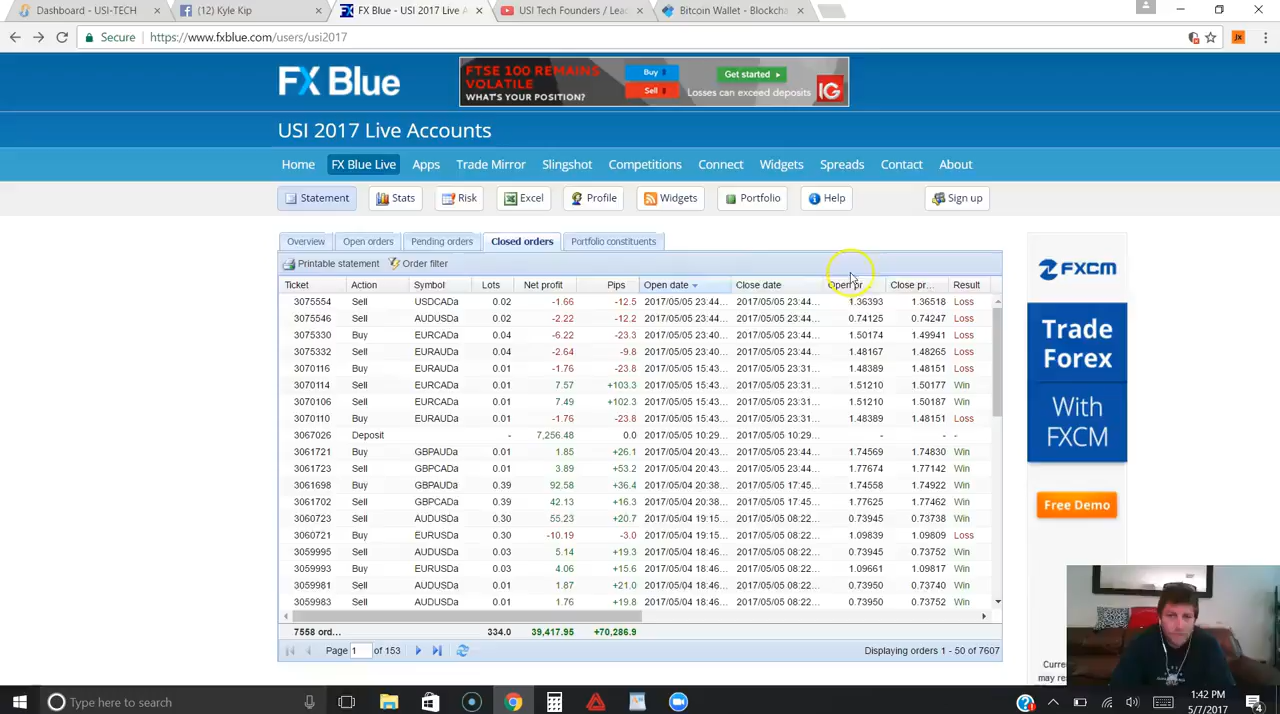 Dashboard - USI-TECH
(12) Kyle Kip
FX Blue - USI 2017 Live A
USI Tech Founders / Lea
Bitcoin Wallet - Blockcha
Secure
https://www.fxblue.com/users/usi2017
FX Blue
FTSE 100 REMAINS VOLATILE
WHAT'S YOUR POSITION?
Buy
Sell
Get started
Losses can exceed deposits
IG
USI 2017 Live Accounts
Home FX Blue Live Apps Trade Mirror Slingshot Competitions Connect Widgets Spreads Contact About
Statement Stats Risk Excel Profile Widgets Portfolio Help Sign up
Overview Open orders Pending orders Closed orders Portfolio constituents
Printable statement Order filter
Ticket Action Symbol Lots Net profit Pips Open date Close date Open pr... Close pr... Result
3075554 Sell USDCADa 0.02 -1.66 -12.5 2017/05/05 23:44... 2017/05/05 23:44... 1.36393 1.36518 Loss
3075546 Sell AUDUSDa 0.02 -2.22 -12.2 2017/05/05 23:44... 2017/05/05 23:44... 0.74125 0.74247 Loss
3075330 Buy EURCADa 0.04 -6.22 -23.3 2017/05/05 23:40... 2017/05/05 23:44... 1.50174 1.49941 Loss
3075332 Sell EURAUDa 0.04 -2.64 -9.8 2017/05/05 23:40... 2017/05/05 23:44... 1.48167 1.48265 Loss
3070116 Buy EURAUDa 0.01 -1.76 -23.8 2017/05/05 15:43... 2017/05/05 23:31... 1.48389 1.48151 Loss
3070114 Sell EURCADa 0.01 7.57 +103.3 2017/05/05 15:43... 2017/05/05 23:31... 1.51210 1.50177 Win
3070106 Sell EURCADa 0.01 7.49 +102.3 2017/05/05 15:43... 2017/05/05 23:31... 1.51210 1.50187 Win
3070110 Buy EURAUDa 0.01 -1.76 -23.8 2017/05/05 15:43... 2017/05/05 23:31... 1.48389 1.48151 Loss
3067026 Deposit - 7,256.48 0.0 2017/05/05 10:29... 2017/05/05 10:29... - - -
3061721 Buy GBPAUDa 0.01 1.85 +26.1 2017/05/04 20:43... 2017/05/05 23:44... 1.74569 1.74830 Win
3061723 Sell GBPCADa 0.01 3.89 +53.2 2017/05/04 20:43... 2017/05/05 23:44... 1.77674 1.77142 Win
3061698 Buy GBPAUDa 0.39 92.58 +36.4 2017/05/04 20:38... 2017/05/05 17:45... 1.74558 1.74922 Win
3061702 Sell GBPCADa 0.39 42.13 +16.3 2017/05/04 20:38... 2017/05/05 17:45... 1.77625 1.77462 Win
3060723 Sell AUDUSDa 0.30 55.23 +20.7 2017/05/04 19:15... 2017/05/05 08:22... 0.73945 0.73738 Win
3060721 Buy EURUSDa 0.30 -10.19 -3.0 2017/05/04 19:15... 2017/05/05 08:22... 1.09839 1.09809 Loss
3059995 Sell AUDUSDa 0.03 5.14 +19.3 2017/05/04 18:46... 2017/05/05 08:22... 0.73945 0.73752 Win
3059993 Buy EURUSDa 0.03 4.06 +15.6 2017/05/04 18:46... 2017/05/05 08:22... 1.09661 1.09817 Win
3059981 Sell AUDUSDa 0.01 1.87 +21.0 2017/05/04 18:46... 2017/05/05 08:22... 0.73950 0.73740 Win
3059983 Sell AUDUSDa 0.01 1.76 +19.8 2017/05/04 18:46... 2017/05/05 08:22... 0.73950 0.73752 Win
7558 ord... 334.0 39,417.95 +70,286.9
Page 1 of 153
Displaying orders 1 - 50 of 7607
FXCM
Trade
Forex
With
FXCM
Free Demo
Curre
may re
Type here to search
1:42 PM
5/7/2017
4